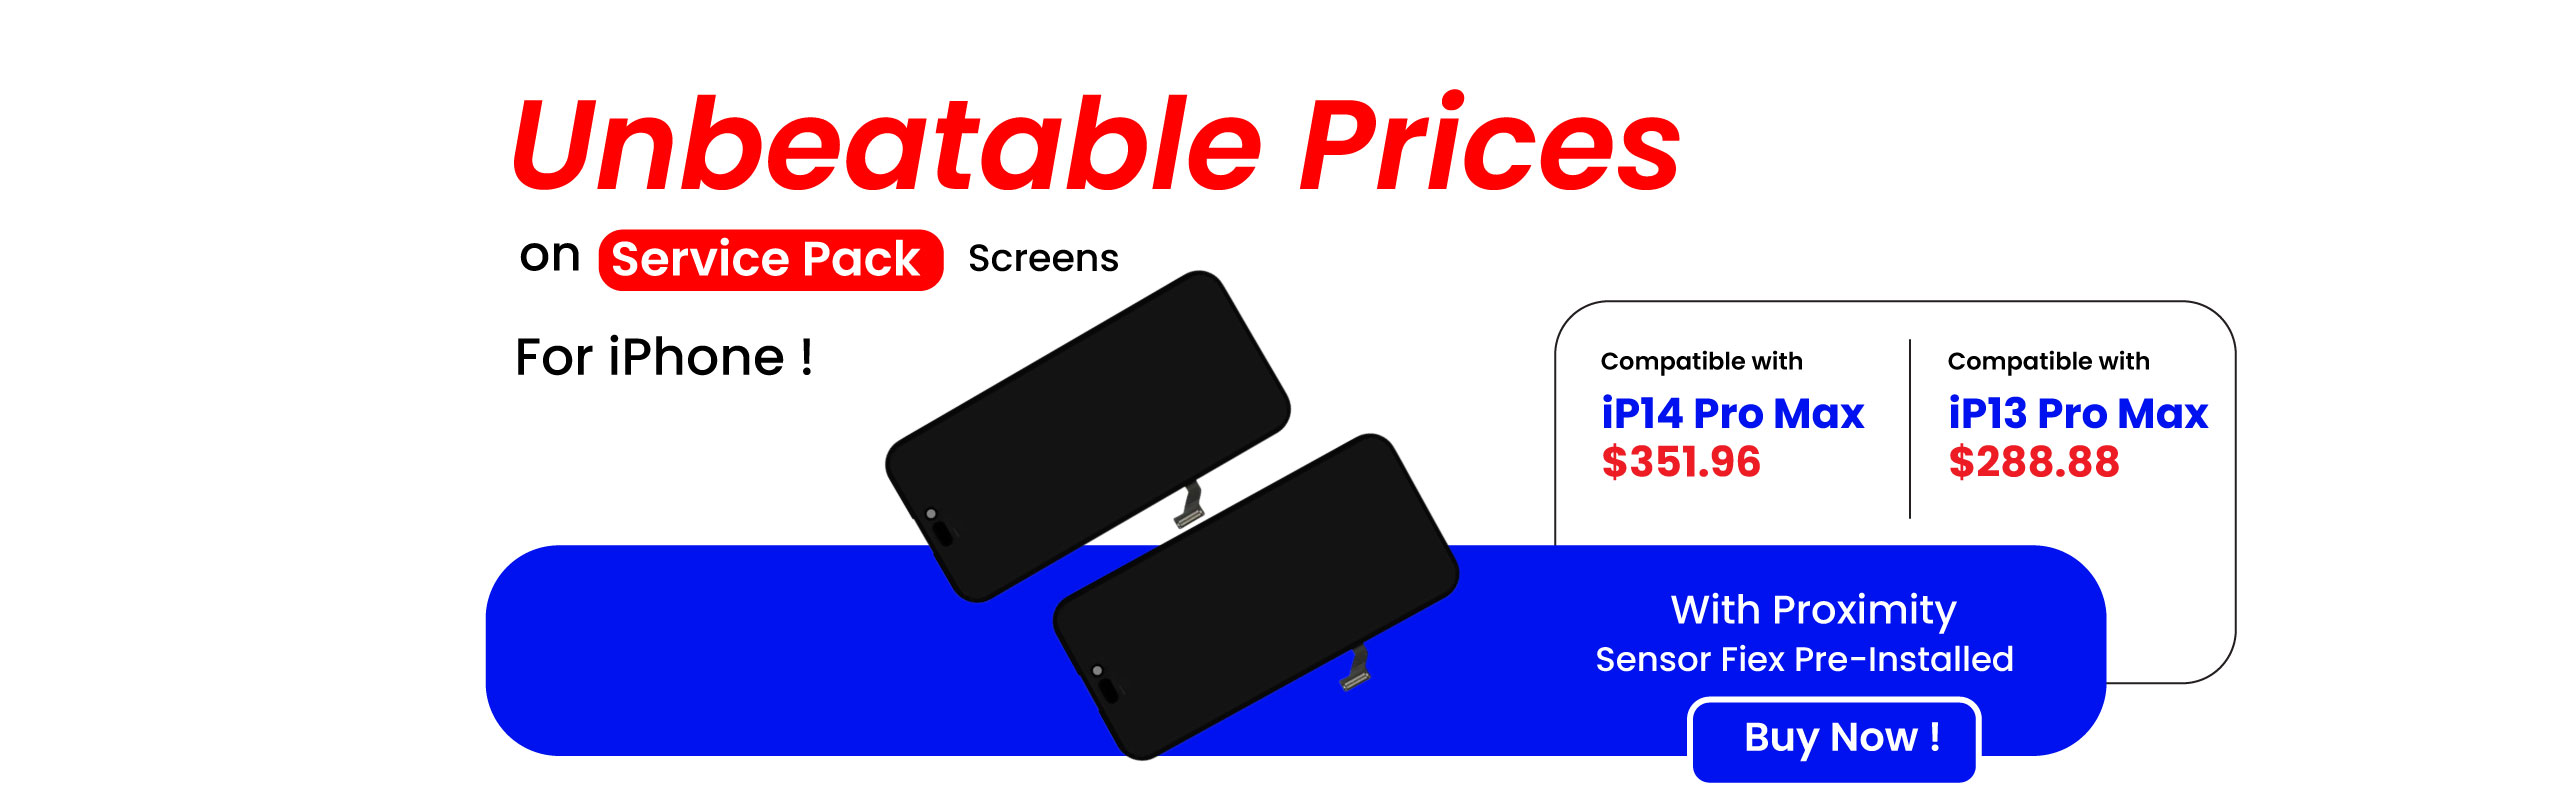 Unbeatable Prices
on Service Pack Screens
For iPhone !
Compatible with
iP14 Pro Max
$351.96
Compatible with
iP13 Pro Max
$288.88
With Proximity
Sensor Fiex Pre-Installed
Buy Now !